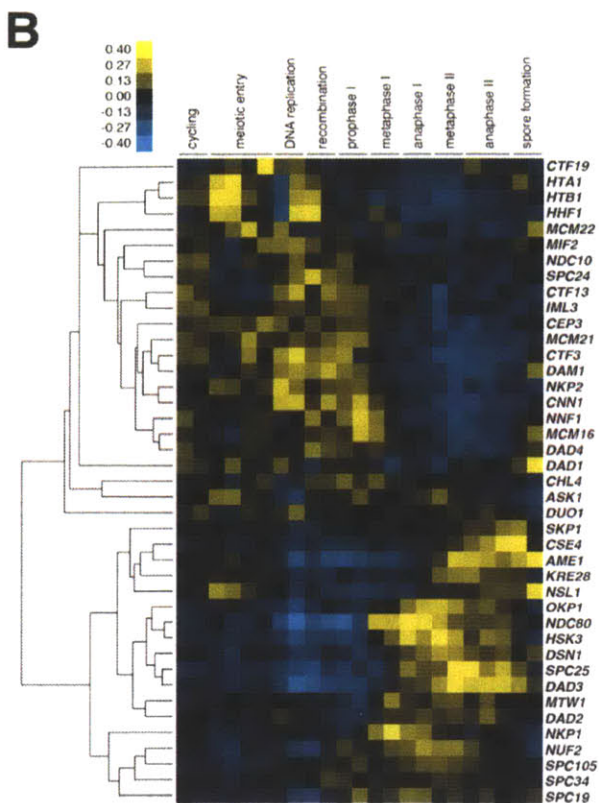 B
0.40
0.27
0.13
0.00
-0.13
-0.27
-0.40
cycling
meiotic entry
DNA replication
recombination
prophase I
metaphase I
anaphase I
metaphase II
anaphase II
spore formation
CTF19
HTA1
HTB1
HHF1
MCM22
MIF2
NDC10
SPC24
CTF13
IML3
CEP3
MCM21
CTF3
DAM1
NKP2
CNN1
NNF1
MCM16
DAD4
DAD1
CHL4
ASK1
DUO1
SKP1
CSE4
AME1
KRE28
NSL1
OKP1
NDC80
HSK3
DSN1
SPC25
DAD3
MTW1
DAD2
NKP1
NUF2
SPC105
SPC34
SPC19